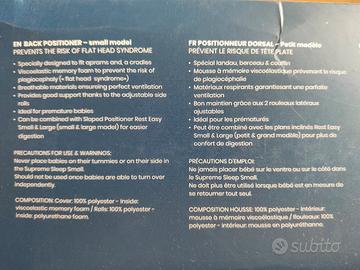 EN BACK POSITIONER – small model
PREVENTS THE RISK OF FLAT HEAD SYNDROME
• Specially designed to fit aprams and, a cradles
• Viscoelastic memory foam to prevent the risk of
plagiocephaly (« flat head syndrome»)
• Breathable materials ensuring perfect ventilation
• Provides good support thanks to the adjustable side
rolls
• Ideal for premature babies
• Can be combined with Sloped Positioner Rest Easy
Small & Large (small & large model) for easier
digestion
PRECAUTIONS FOR USE & WARNINGS:
Never place babies on their tummies or on their side in
the Supreme Sleep Small.
Should not be used once babies are able to turn over
independently.
COMPOSITION: Cover: 100% polyester - Inside:
viscoelastic memory foam / Rolls: 100% polyester -
inside: polyurethane foam.
FR POSITIONNEUR DORSAL – Petit modèle
PRÉVIENT LE RISQUE DE TÊTE PLATE
• Spécial landau, berceau & couffin
• Mousse à mémoire viscoélastique prévenant le risque
de plagiocéphalie
• Matériaux respirants garantissant une parfaite
ventilation
• Bon maintien grâce aux 2 rouleaux latéraux
ajustables
• Idéal pour les prématurés
• Peut être combiné avec les plans inclinés Rest Easy
Small & Large (petit & grand modèle) pour plus
de confort de digestion
PRÉCAUTIONS D'EMPLOI:
Ne jamais placer bébé sur le ventre ou sur le côté dans
le Supreme Sleep Small.
Ne doit plus être utilisé lorsque bébé est en mesure de
se retourner tout seul.
COMPOSITION HOUSSE: 100% polyester - Intérieur:
mousse à mémoire viscoélastique / Rouleaux: 100%
polyester - intérieur: mousse en polyuréthanne.
subito